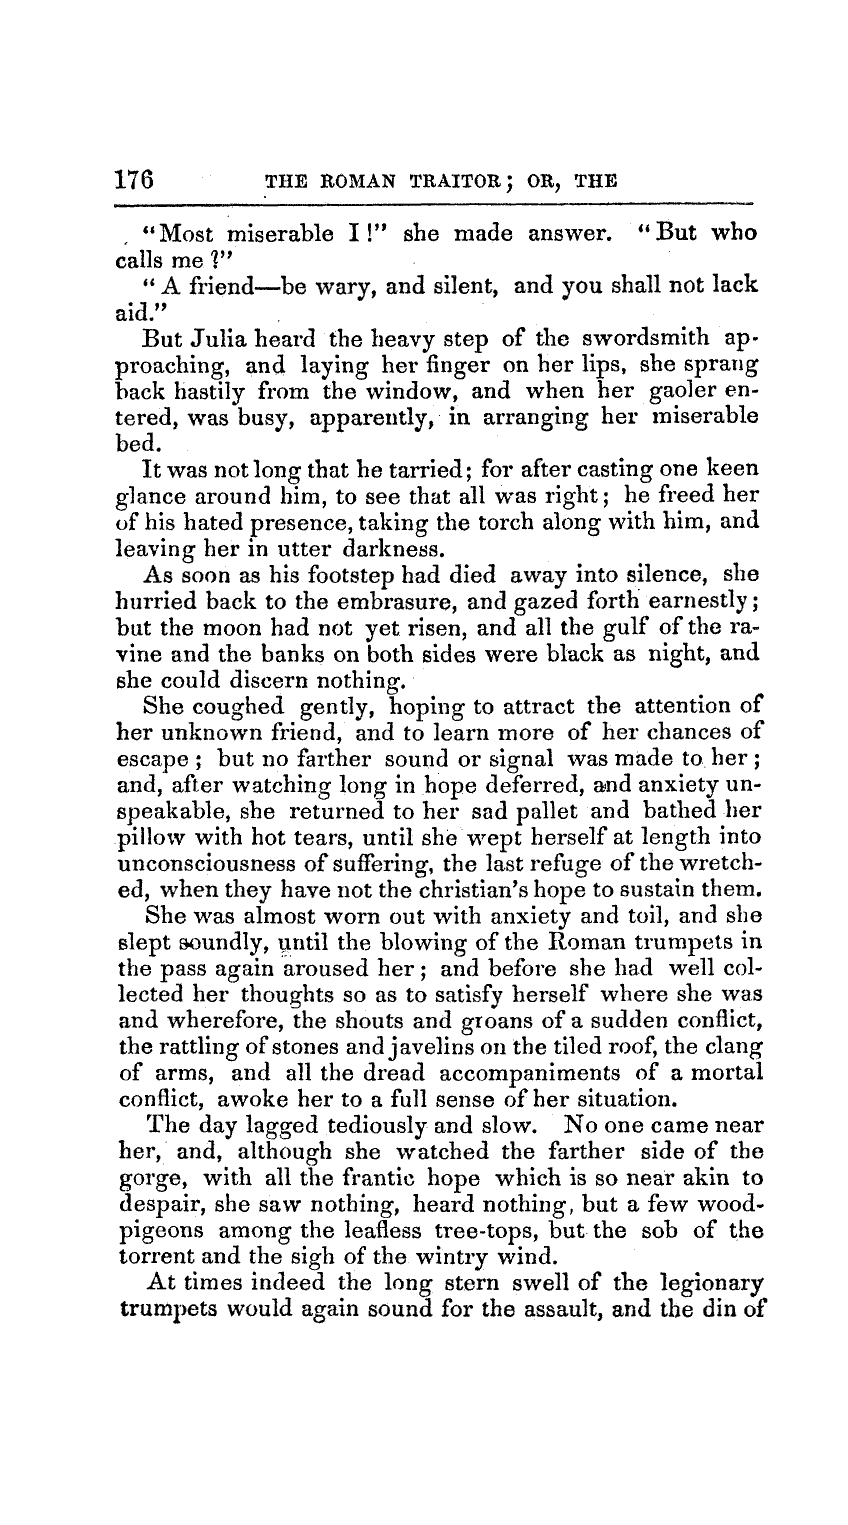 176 THE ROMAN TRAITOR; OR, THE
"Most miserable I!" she made answer. "But who
calls me?"
"A friend—be wary, and silent, and you shall not lack
aid."
But Julia heard the heavy step of the swordsmith ap-
proaching, and laying her finger on her lips, she sprang
back hastily from the window, and when her gaoler en-
tered, was busy, apparently, in arranging her miserable
bed.
It was not long that he tarried; for after casting one keen
glance around him, to see that all was right; he freed her
of his hated presence, taking the torch along with him, and
leaving her in utter darkness.
As soon as his footstep had died away into silence, she
hurried back to the embrasure, and gazed forth earnestly;
but the moon had not yet risen, and all the gulf of the ra-
vine and the banks on both sides were black as night, and
she could discern nothing.
She coughed gently, hoping to attract the attention of
her unknown friend, and to learn more of her chances of
escape; but no farther sound or signal was made to her;
and, after watching long in hope deferred, and anxiety un-
speakable, she returned to her sad pallet and bathed her
pillow with hot tears, until she wept herself at length into
unconsciousness of suffering, the last refuge of the wretch-
ed, when they have not the christian's hope to sustain them.
She was almost worn out with anxiety and toil, and she
slept soundly, until the blowing of the Roman trumpets in
the pass again aroused her; and before she had well col-
lected her thoughts so as to satisfy herself where she was
and wherefore, the shouts and groans of a sudden conflict,
the rattling of stones and javelins on the tiled roof, the clang
of arms, and all the dread accompaniments of a mortal
conflict, awoke her to a full sense of her situation.
The day lagged tediously and slow. No one came near
her, and, although she watched the farther side of the
gorge, with all the frantic hope which is so near akin to
despair, she saw nothing, heard nothing, but a few wood-
pigeons among the leafless tree-tops, but the sob of the
torrent and the sigh of the wintry wind.
At times indeed the long stern swell of the legionary
trumpets would again sound for the assault, and the din of